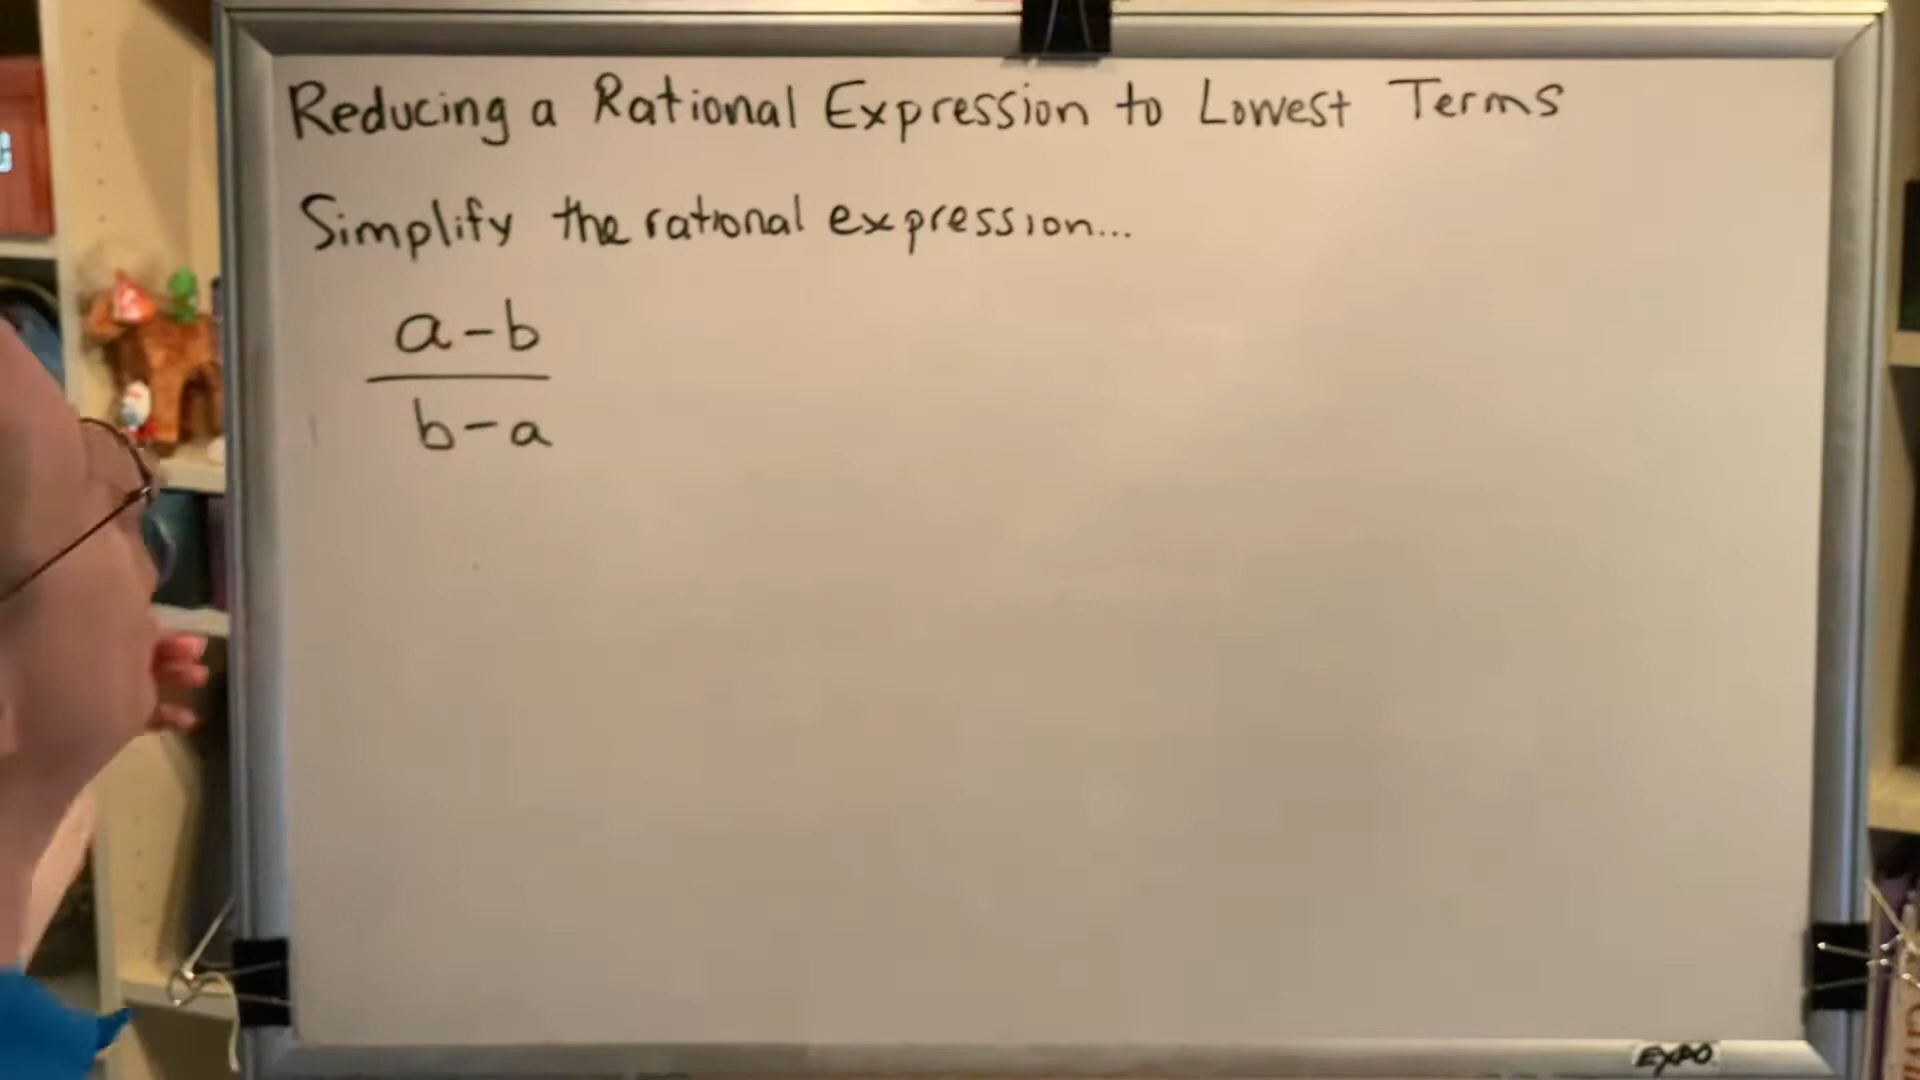 Reducing a Rational Expression to Lowest Terms
Simplify the rational expression...
a-b
b-a
EXPO